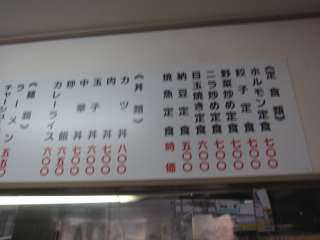 《定食類》
ホルモン定食 七〇〇
餃子定食 七〇〇
野菜炒め定食 七〇〇
ニラ炒め定食 七〇〇
目玉焼き定食 六〇〇
納豆定食 五〇〇
焼魚定食 時価
《丼類》
カツ丼 八〇〇
肉丼 七〇〇
玉子丼 六〇〇
中華丼 七〇〇
炒飯 六五〇
カレーライス 六〇〇
《麺類》
ラーメン 五五〇